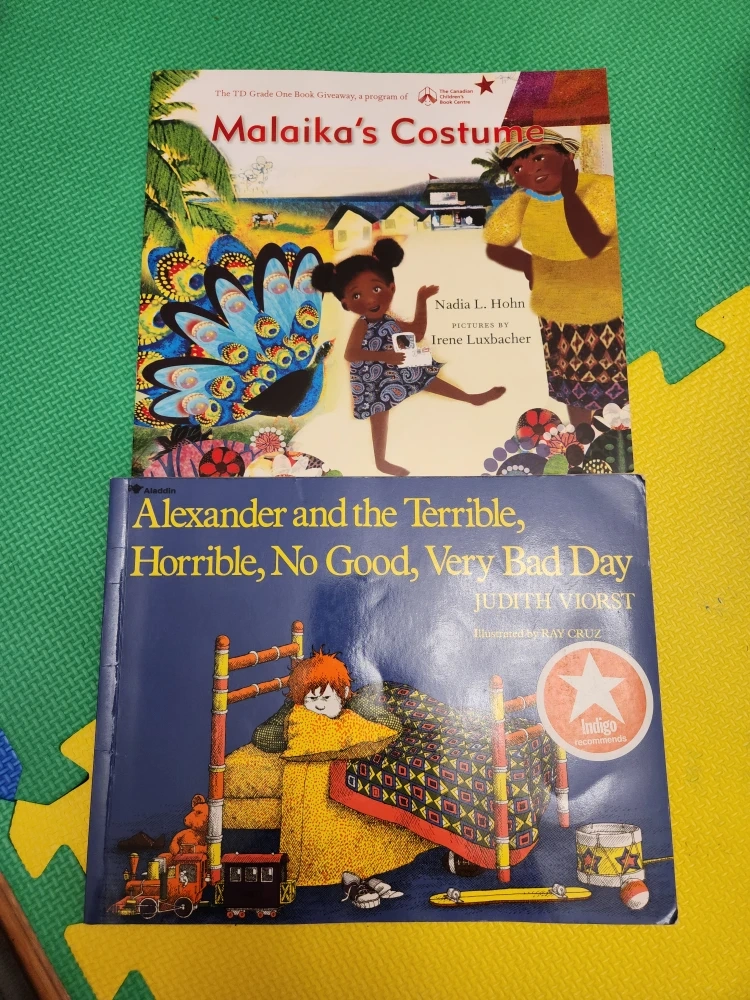 The TD Grade One Book Giveaway, a program of
The Canadian
Children's
Book Centre
Malaika's Costume
Nadia L. Hohn
PICTURES BY
Irene Luxbacher
Aladdin
Alexander and the Terrible,
Horrible, No Good, Very Bad Day
JUDITH VIORST
Illustrated by RAY CRUZ
Indigo
recommends